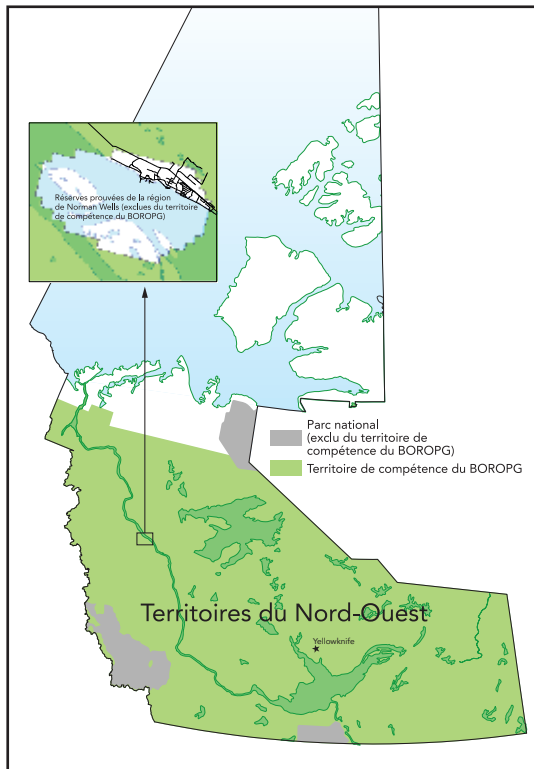 Réserves prouvées de la région
de Norman Wells (exclues du territoire
de compétence du BOROPG)
Parc national
(exclu du territoire de
compétence du BOROPG)
Territoire de compétence du BOROPG
Territoires du Nord-Ouest
Yellowknife